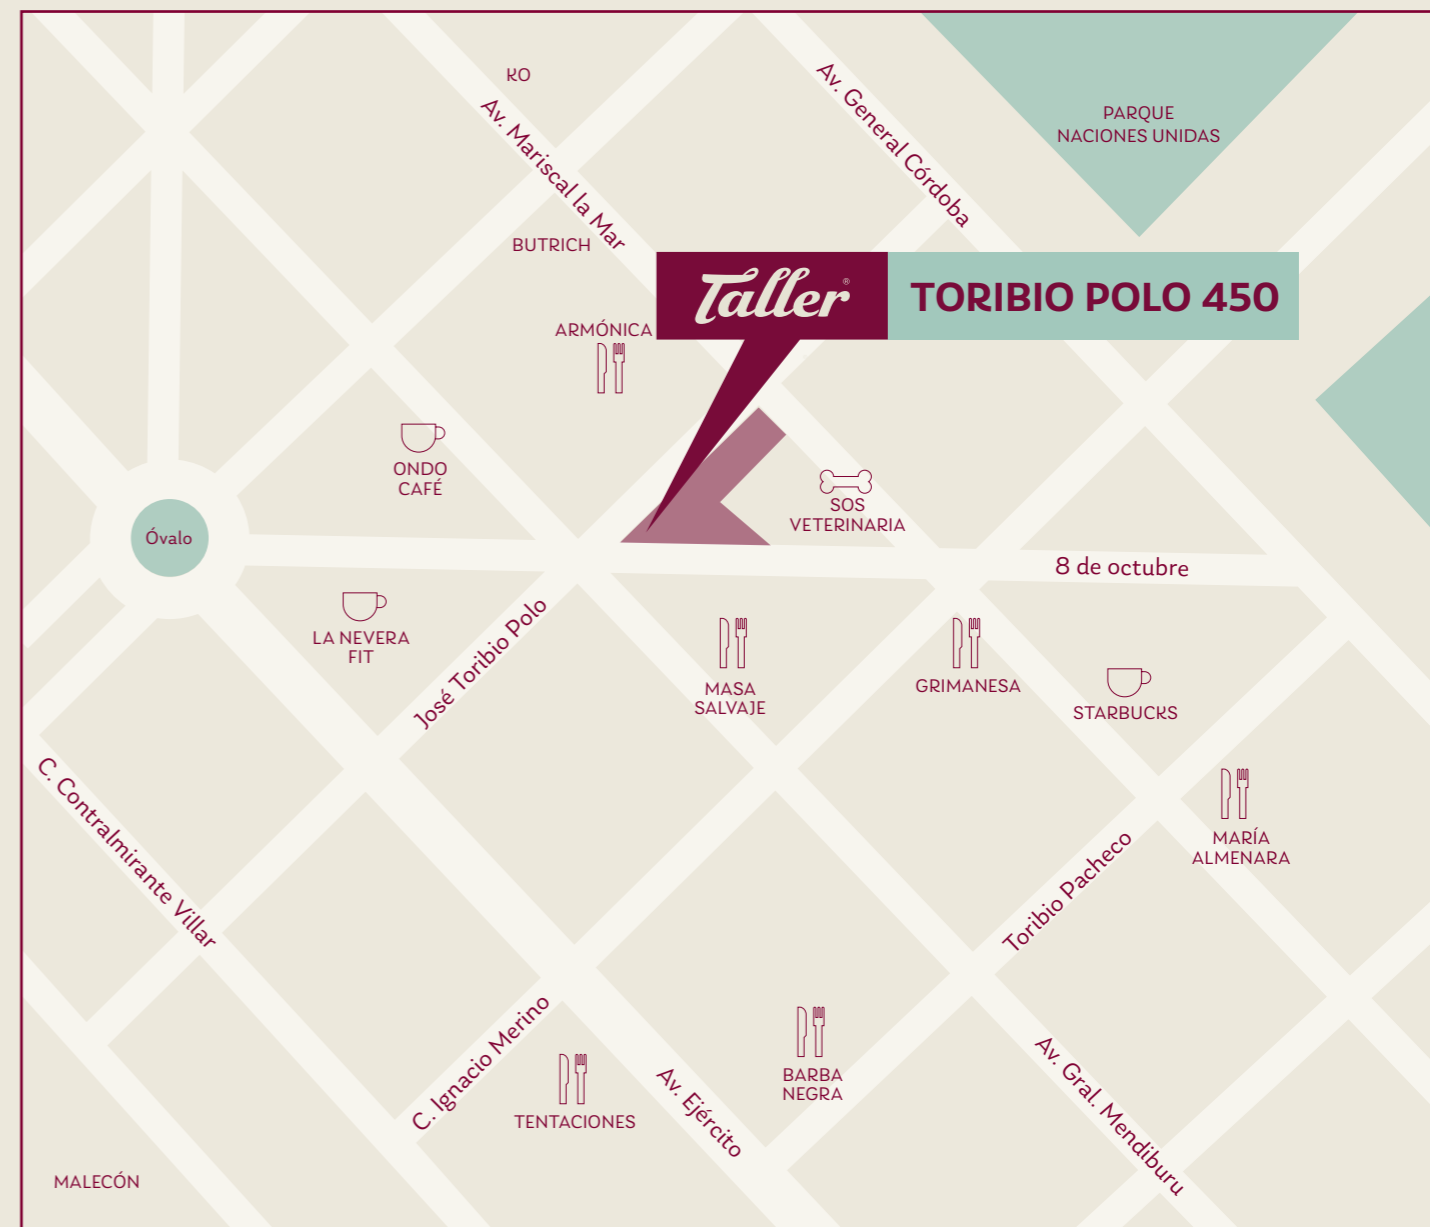 KO
Av. Mariscal la Mar
Av. General Córdoba
PARQUE
NACIONES UNIDAS
BUTRICH
Taller®
TORIBIO POLO 450
ARMÓNICA
ONDO
CAFÉ
SOS
VETERINARIA
Óvalo
8 de octubre
LA NEVERA
FIT
José Toribio Polo
MASA
SALVAJE
GRIMANESA
STARBUCKS
C. Contralmirante Villar
MARÍA
ALMENARA
Toribio Pacheco
C. Ignacio Merino
TENTACIONES
Av. Ejército
BARBA
NEGRA
Av. Gral. Mendiburu
MALECÓN